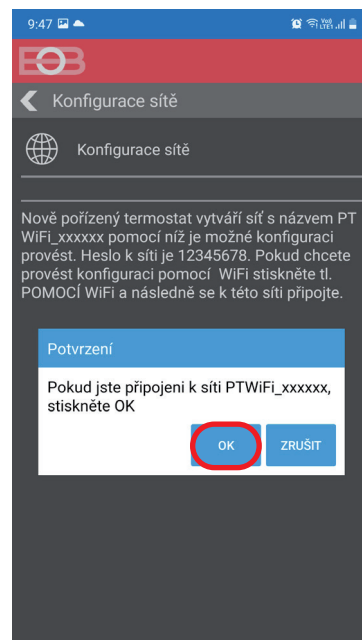 9:47
EOB
Konfigurace sítě
Konfigurace sítě
Nově pořízený termostat vytváří síť s názvem PT
WiFi_xxxxxx pomocí níž je možné konfiguraci
provést. Heslo k síti je 12345678. Pokud chcete
provést konfiguraci pomocí WiFi stiskněte tl.
POMOCÍ WiFi a následně se k této síti připojte.
Potvrzení
Pokud jste připojeni k síti PTWiFi_xxxxxx,
stiskněte OK
OK ZRUŠIT